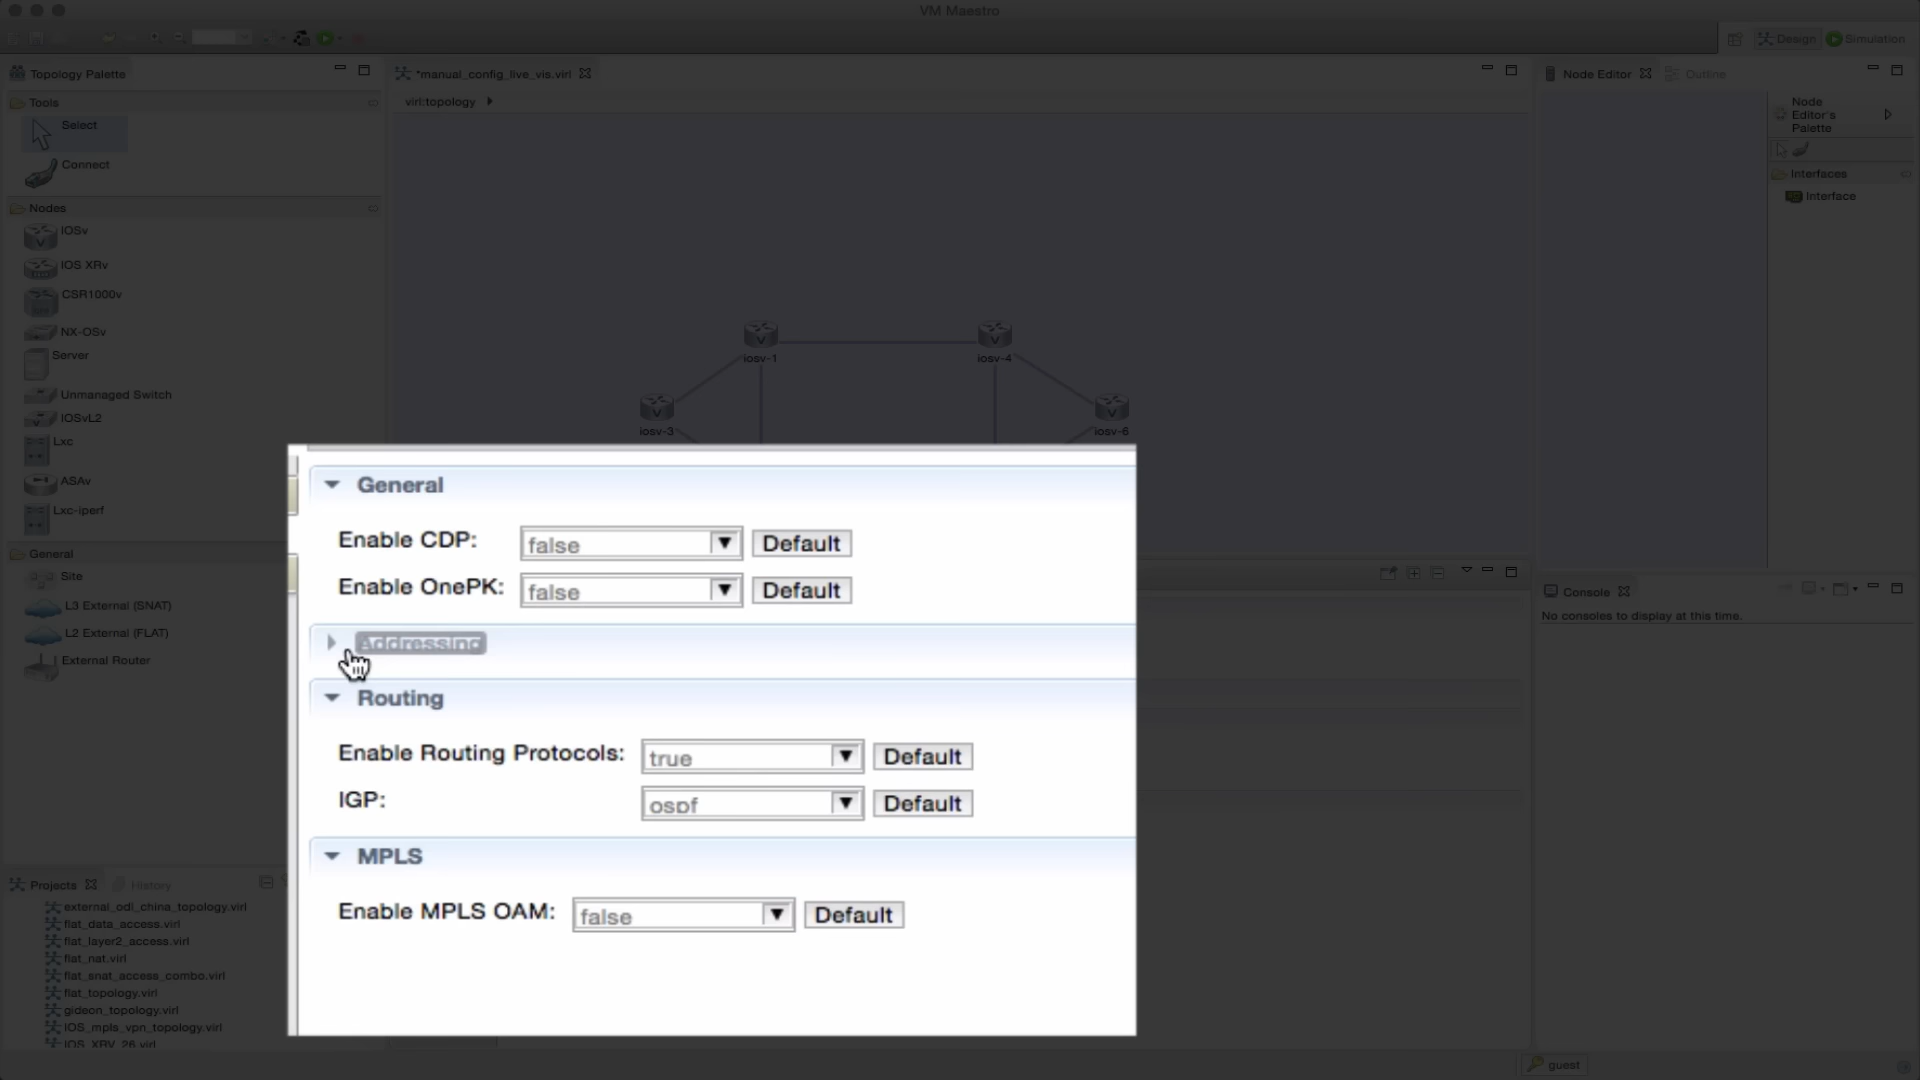 VM Maestro
Design
Simulation
Topology Palette
*manual_config_live_vis.virl
Node Editor
Outline
Tools
virl:topology
Node
Editor's
Palette
Select
Connect
Interfaces
Interface
Nodes
IOSv
IOS XRv
CSR1000v
NX-OSv
Server
Unmanaged Switch
IOSvL2
Lxc
ASAv
Lxc-iperf
iosv-1
iosv-4
iosv-3
iosv-6
General
Site
L3 External (SNAT)
L2 External (FLAT)
External Router
General
Enable CDP: false Default
Enable OnePK: false Default
Addressing
Routing
Enable Routing Protocols: true Default
IGP: ospf Default
MPLS
Enable MPLS OAM: false Default
Console
No consoles to display at this time.
Projects
History
external_odl_china_topology.virl
flat_data_access.virl
flat_layer2_access.virl
flat_nat.virl
flat_snat_access_combo.virl
flat_topology.virl
gideon_topology.virl
IOS_mpls_vpn_topology.virl
IOS_XRV_26.virl
guest